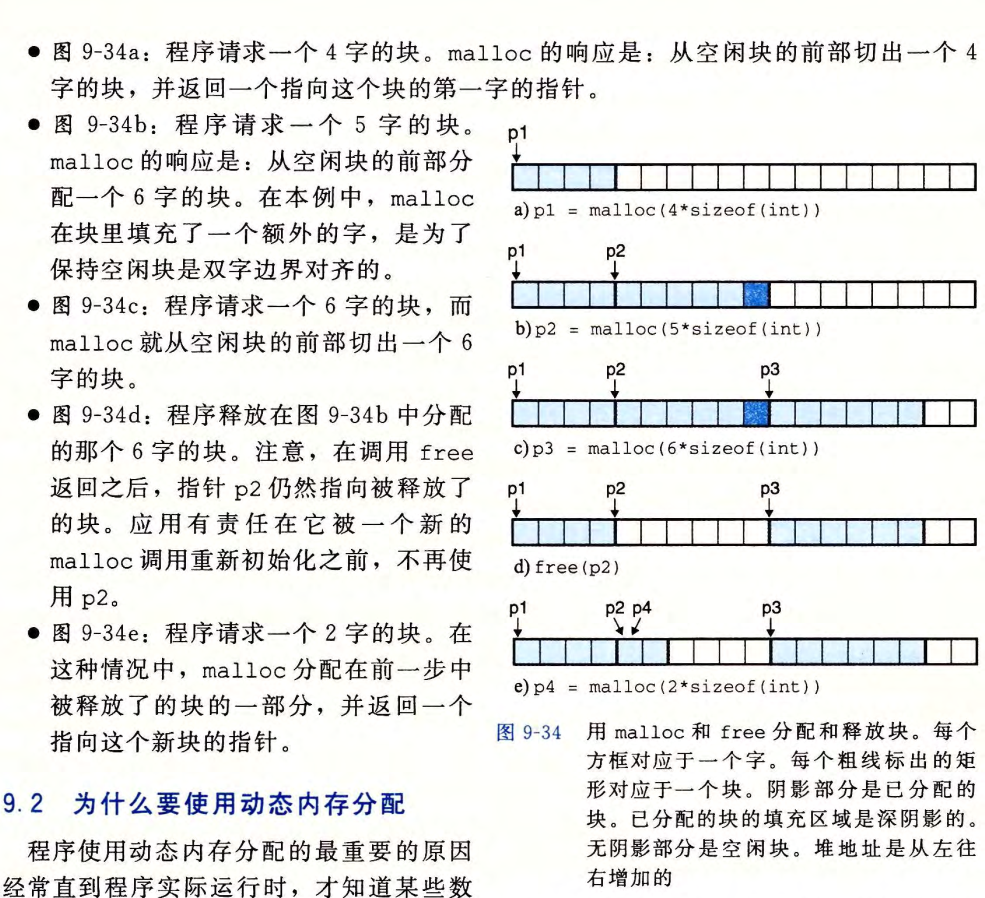 ● 图 9-34a：程序请求一个 4 字的块。malloc 的响应是：从空闲块的前部切出一个 4
字的块，并返回一个指向这个块的第一字的指针。
● 图 9-34b：程序请求一个 5 字的块。
malloc 的响应是：从空闲块的前部分
配一个 6 字的块。在本例中，malloc
在块里填充了一个额外的字，是为了
保持空闲块是双字边界对齐的。
● 图 9-34c：程序请求一个 6 字的块，而
malloc 就从空闲块的前部切出一个 6
字的块。
● 图 9-34d：程序释放在图 9-34b 中分配
的那个 6 字的块。注意，在调用 free
返回之后，指针 p2 仍然指向被释放了
的块。应用有责任在它被一个新的
malloc 调用重新初始化之前，不再使
用 p2。
● 图 9-34e：程序请求一个 2 字的块。在
这种情况中，malloc 分配在前一步中
被释放了的块的一部分，并返回一个
指向这个新块的指针。
p1
a) p1 = malloc(4*sizeof(int))
p1 p2
b) p2 = malloc(5*sizeof(int))
p1 p2 p3
c) p3 = malloc(6*sizeof(int))
p1 p2 p3
d) free(p2)
p1 p2 p4 p3
e) p4 = malloc(2*sizeof(int))
图 9-34 用 malloc 和 free 分配和释放块。每个
方框对应于一个字。每个粗线标出的矩
形对应于一个块。阴影部分是已分配的
块。已分配的块的填充区域是深阴影的。
无阴影部分是空闲块。堆地址是从左往
右增加的
9.2 为什么要使用动态内存分配
程序使用动态内存分配的最重要的原因
经常直到程序实际运行时，才知道某些数